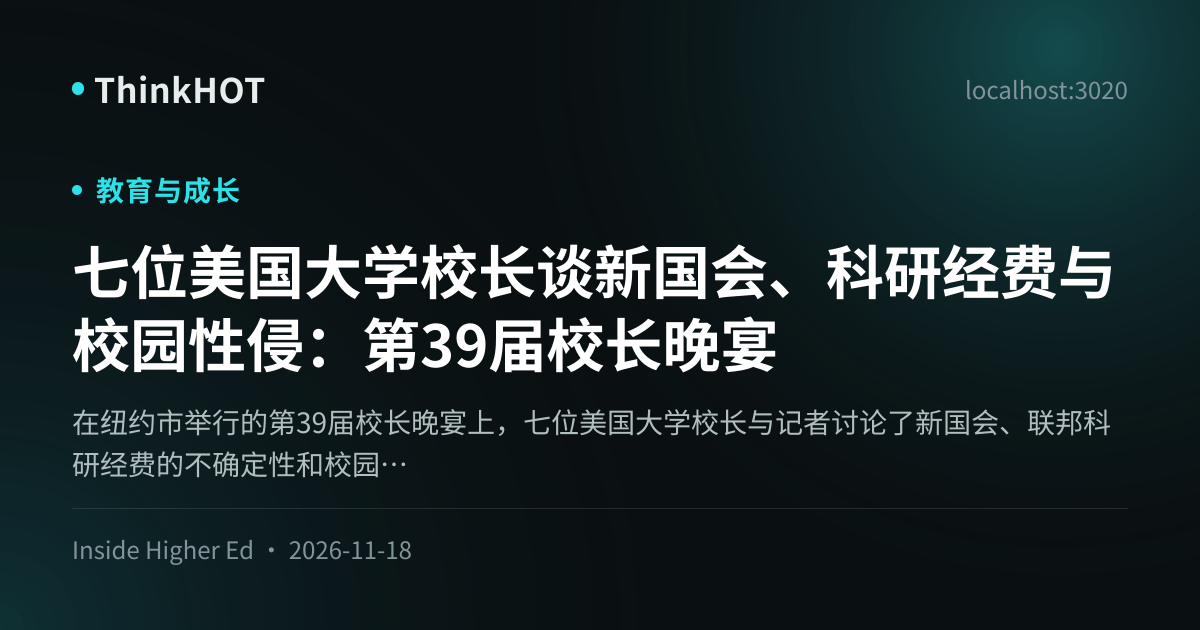 ThinkHOT
localhost:3020
教育与成长
七位美国大学校长谈新国会、科研经费与
校园性侵：第39届校长晚宴
在纽约市举行的第39届校长晚宴上，七位美国大学校长与记者讨论了新国会、联邦科
研经费的不确定性和校园…
Inside Higher Ed · 2026-11-18